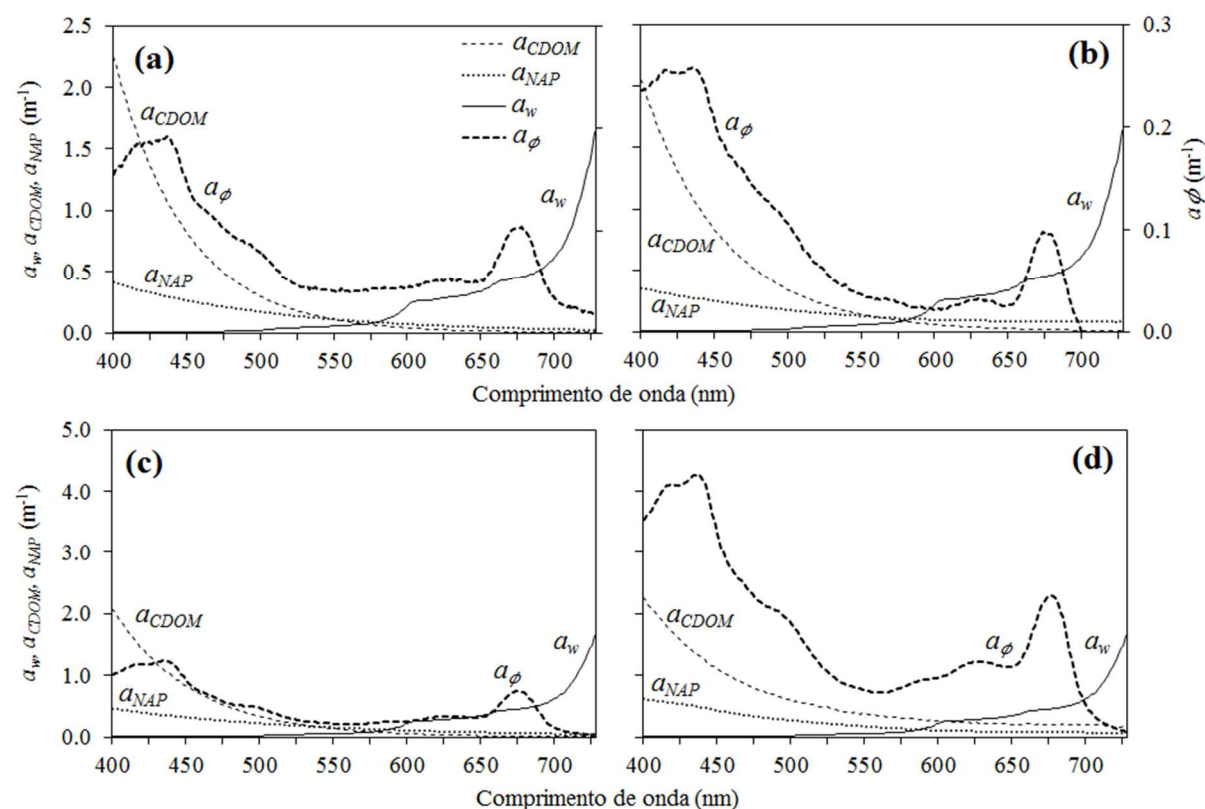 (a)
a_w, a_CDOM, a_NAP (m⁻¹)
2.5
2.0
1.5
1.0
0.5
0.0
a_CDOM
a_NAP
a_w
a_ϕ
a_CDOM
a_ϕ
a_w
a_NAP
400 450 500 550 600 650 700
(b)
0.3
0.2
0.1
0.0
aϕ (m⁻¹)
a_ϕ
a_w
a_CDOM
a_NAP
400 450 500 550 600 650 700
Comprimento de onda (nm)
(c)
a_w, a_CDOM, a_NAP (m⁻¹)
5.0
4.0
3.0
2.0
1.0
0.0
a_CDOM
a_w
a_ϕ
a_NAP
400 450 500 550 600 650 700
(d)
a_CDOM
a_ϕ
a_w
a_NAP
400 450 500 550 600 650 700
Comprimento de onda (nm)